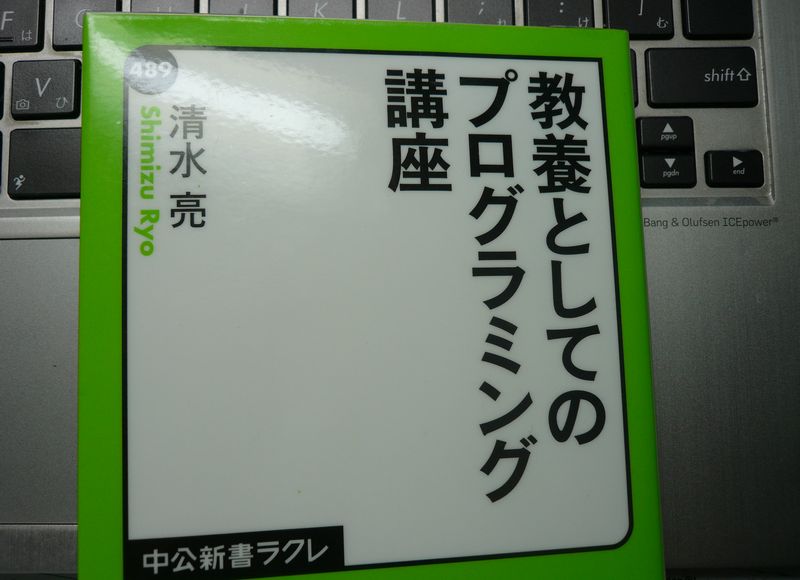 教養としての
プログラミング
講座
清水 亮
Shimizu Ryo
489
中公新書ラクレ
V
ひ
shift
pgup
pgdn
end
Bang & Olufsen ICEpower®